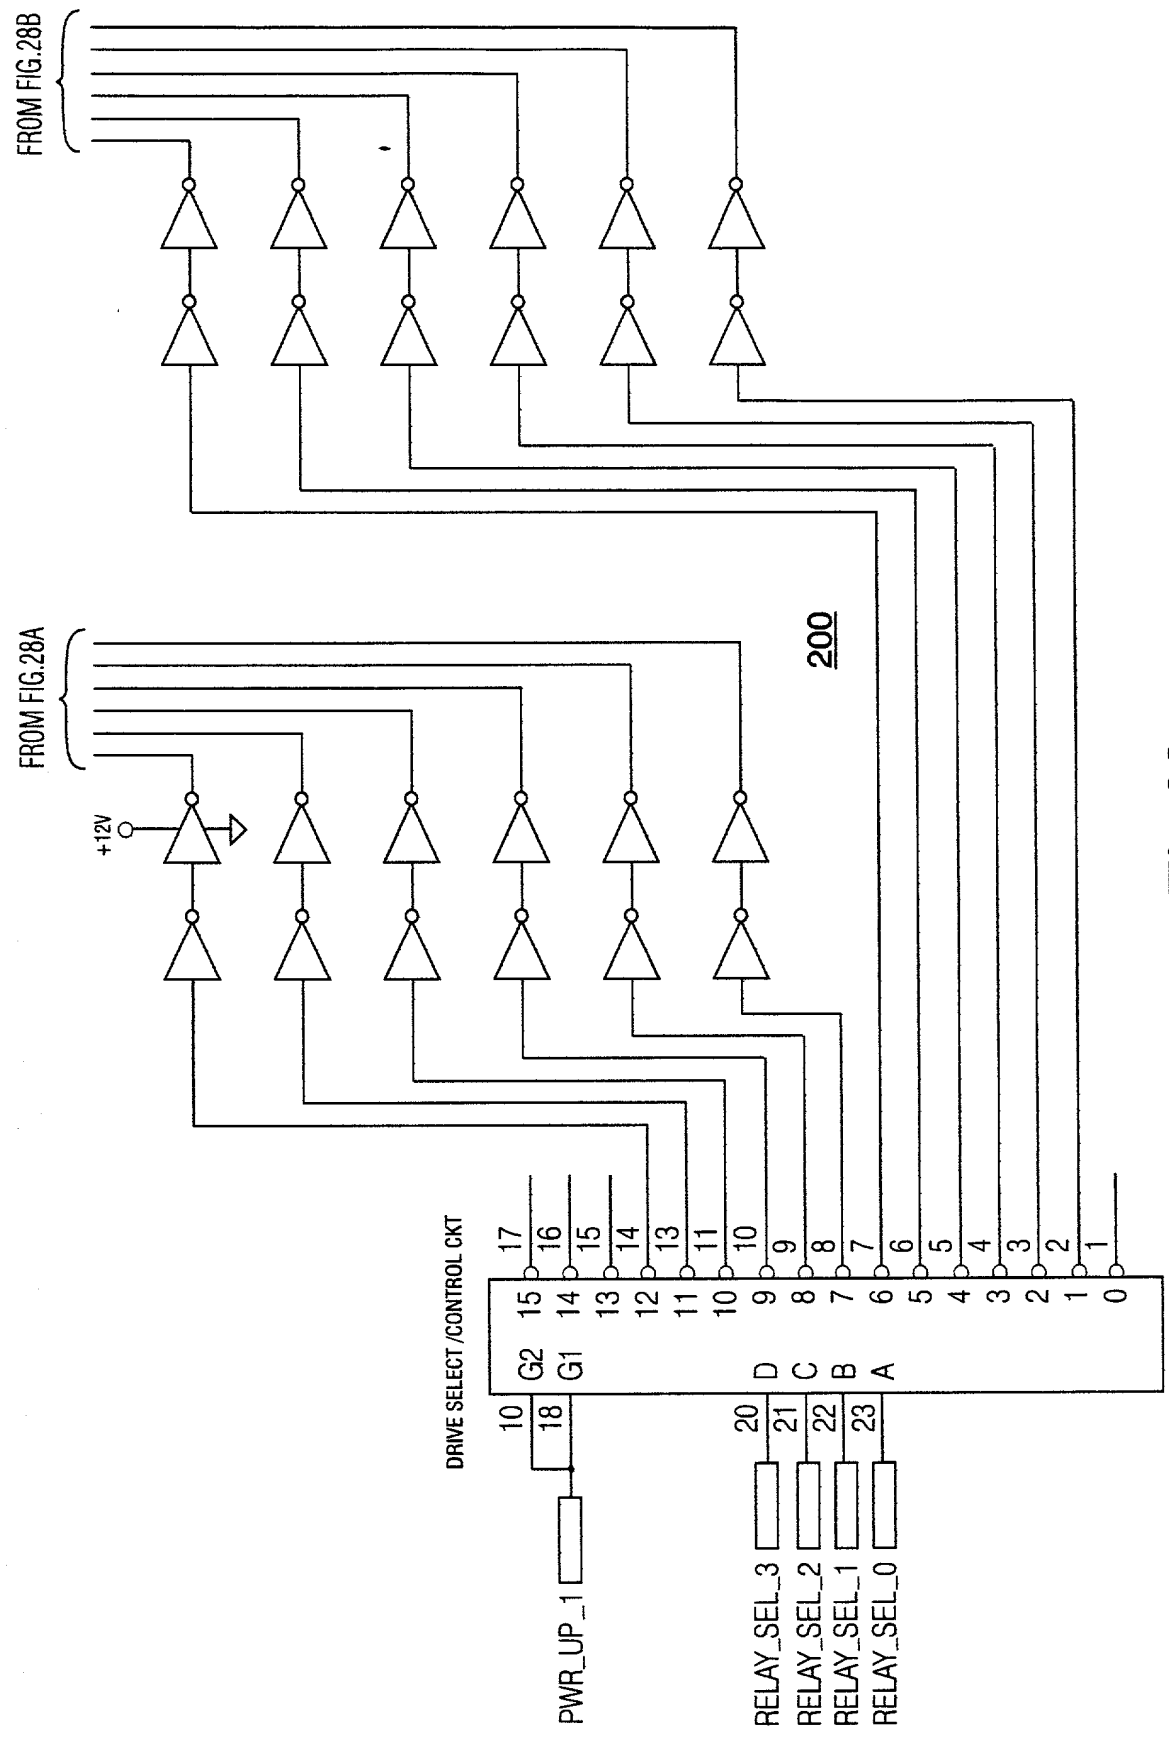 FROM FIG.28A
FROM FIG.28B
+12V
200
DRIVE SELECT/CONTROL CKT
PWR_UP_1
10
18
G2
G1
RELAY_SEL_3
RELAY_SEL_2
RELAY_SEL_1
RELAY_SEL_0
20
21
22
23
D
C
B
A
15 17
14 16
13 15
12 14
11 13
10 11
9 10
8 9
7 8
6 7
5 6
4 5
3 4
2 3
1 2
0 1